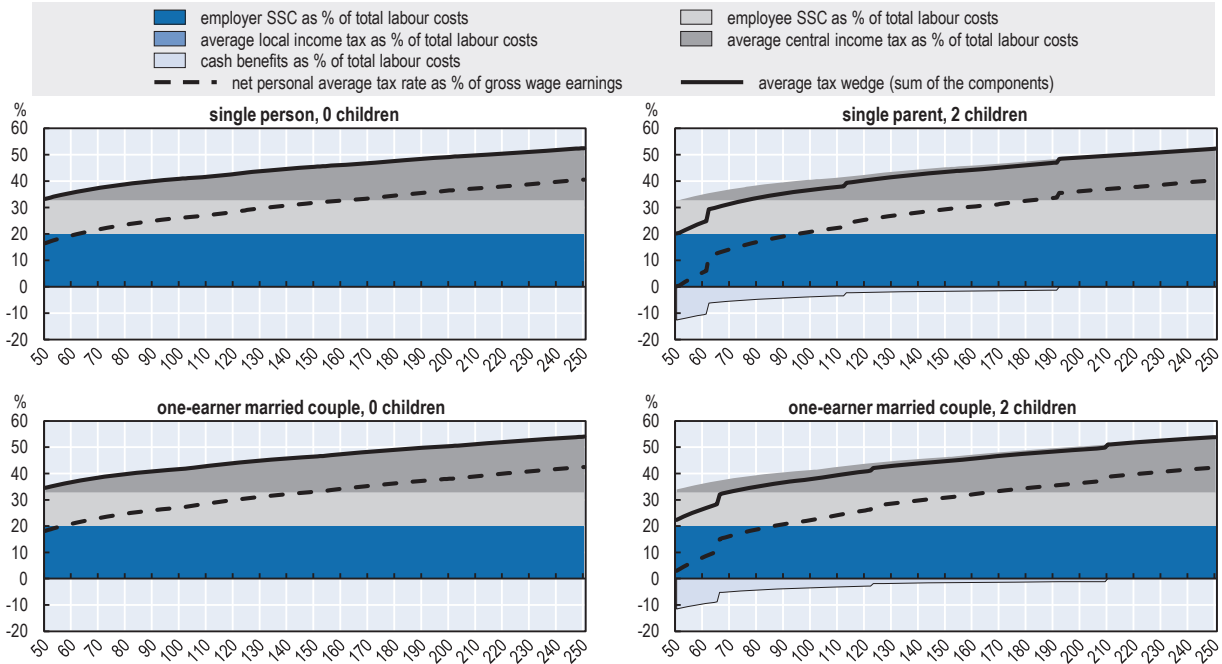 employer SSC as % of total labour costs
employee SSC as % of total labour costs
average local income tax as % of total labour costs
average central income tax as % of total labour costs
cash benefits as % of total labour costs
net personal average tax rate as % of gross wage earnings
average tax wedge (sum of the components)
%
single person, 0 children
60
50
40
30
20
10
0
-10
-20
50 60 70 80 90 100 110 120 130 140 150 160 170 180 190 200 210 220 230 240 250
%
single parent, 2 children
60
50
40
30
20
10
0
-10
-20
50 60 70 80 90 100 110 120 130 140 150 160 170 180 190 200 210 220 230 240 250
%
one-earner married couple, 0 children
60
50
40
30
20
10
0
-10
-20
50 60 70 80 90 100 110 120 130 140 150 160 170 180 190 200 210 220 230 240 250
%
one-earner married couple, 2 children
60
50
40
30
20
10
0
-10
-20
50 60 70 80 90 100 110 120 130 140 150 160 170 180 190 200 210 220 230 240 250